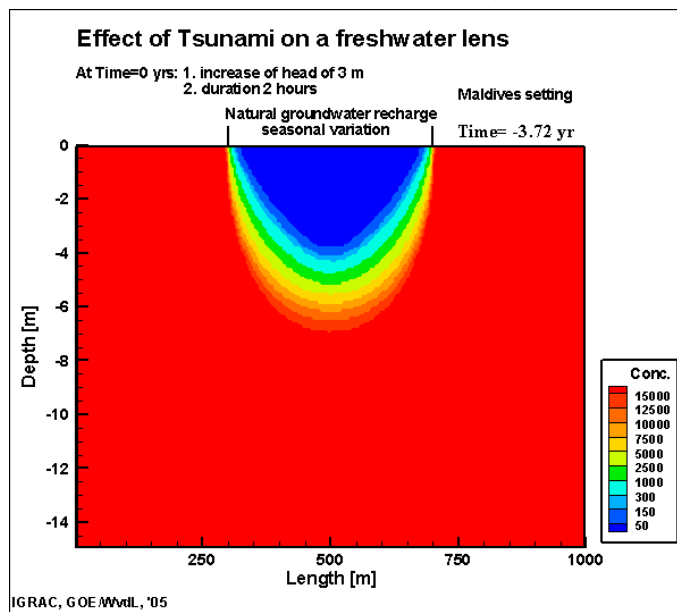 Effect of Tsunami on a freshwater lens
At Time=0 yrs: 1. increase of head of 3 m
2. duration 2 hours
Maldives setting
Natural groundwater recharge
seasonal variation
Time= -3.72 yr
0
-2
-4
-6
-8
-10
-12
-14
Depth [m]
250
500
750
1000
Length [m]
Conc.
15000
12500
10000
7500
5000
2500
1000
300
150
50
IGRAC, GOE/WvdL, '05